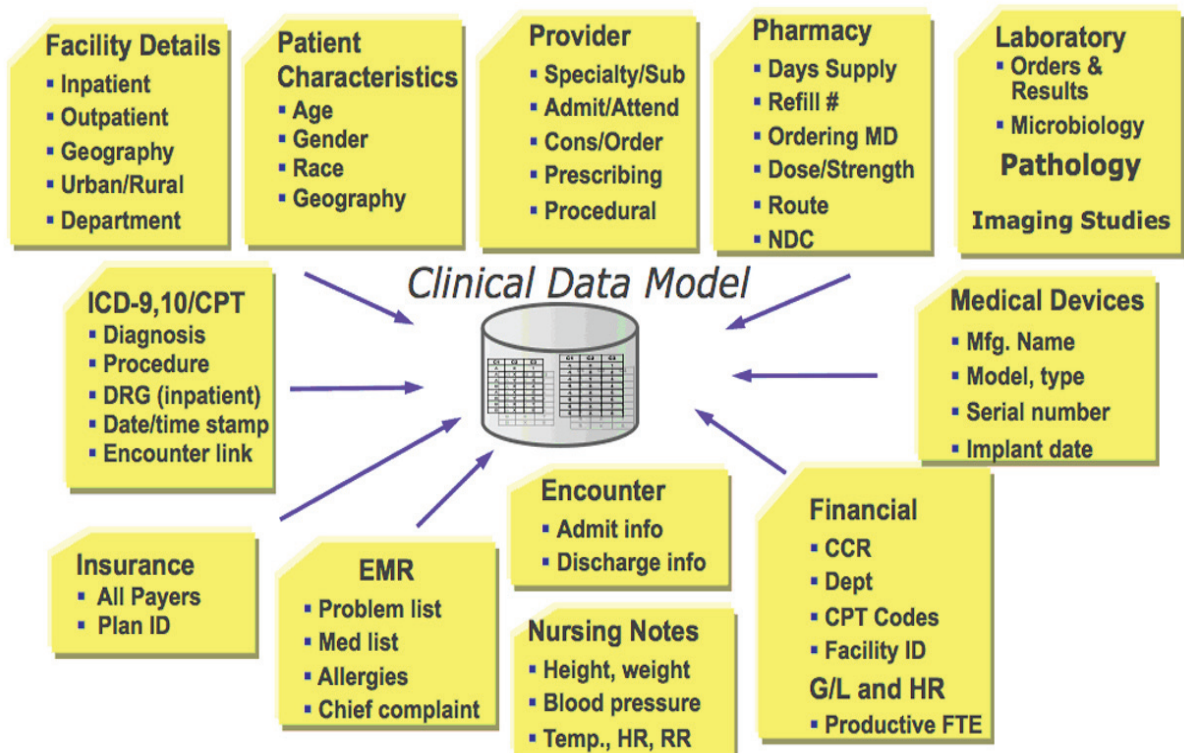 Facility Details
▪ Inpatient
▪ Outpatient
▪ Geography
▪ Urban/Rural
▪ Department
Patient
Characteristics
▪ Age
▪ Gender
▪ Race
▪ Geography
Provider
▪ Specialty/Sub
▪ Admit/Attend
▪ Cons/Order
▪ Prescribing
▪ Procedural
Pharmacy
▪ Days Supply
▪ Refill #
▪ Ordering MD
▪ Dose/Strength
▪ Route
▪ NDC
Laboratory
▪ Orders &
Results
▪ Microbiology
Pathology
Imaging Studies
Clinical Data Model
ICD-9,10/CPT
▪ Diagnosis
▪ Procedure
▪ DRG (inpatient)
▪ Date/time stamp
▪ Encounter link
Medical Devices
▪ Mfg. Name
▪ Model, type
▪ Serial number
▪ Implant date
Insurance
▪ All Payers
▪ Plan ID
EMR
▪ Problem list
▪ Med list
▪ Allergies
▪ Chief complaint
Encounter
▪ Admit info
▪ Discharge info
Nursing Notes
▪ Height, weight
▪ Blood pressure
▪ Temp., HR, RR
Financial
▪ CCR
▪ Dept
▪ CPT Codes
▪ Facility ID
G/L and HR
▪ Productive FTE